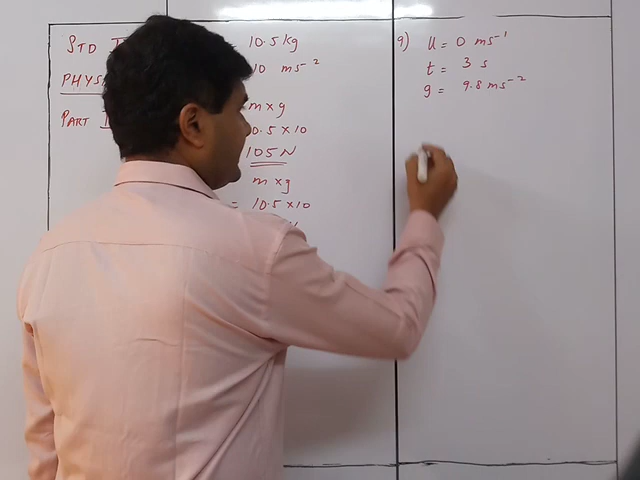 STD
PHYS
PART I
10.5 kg
10 ms⁻²
m × g
0.5 × 10
105 N
m × g
= 10.5 × 10
9) u = 0 ms⁻¹
t = 3 s
g = 9.8 ms⁻²